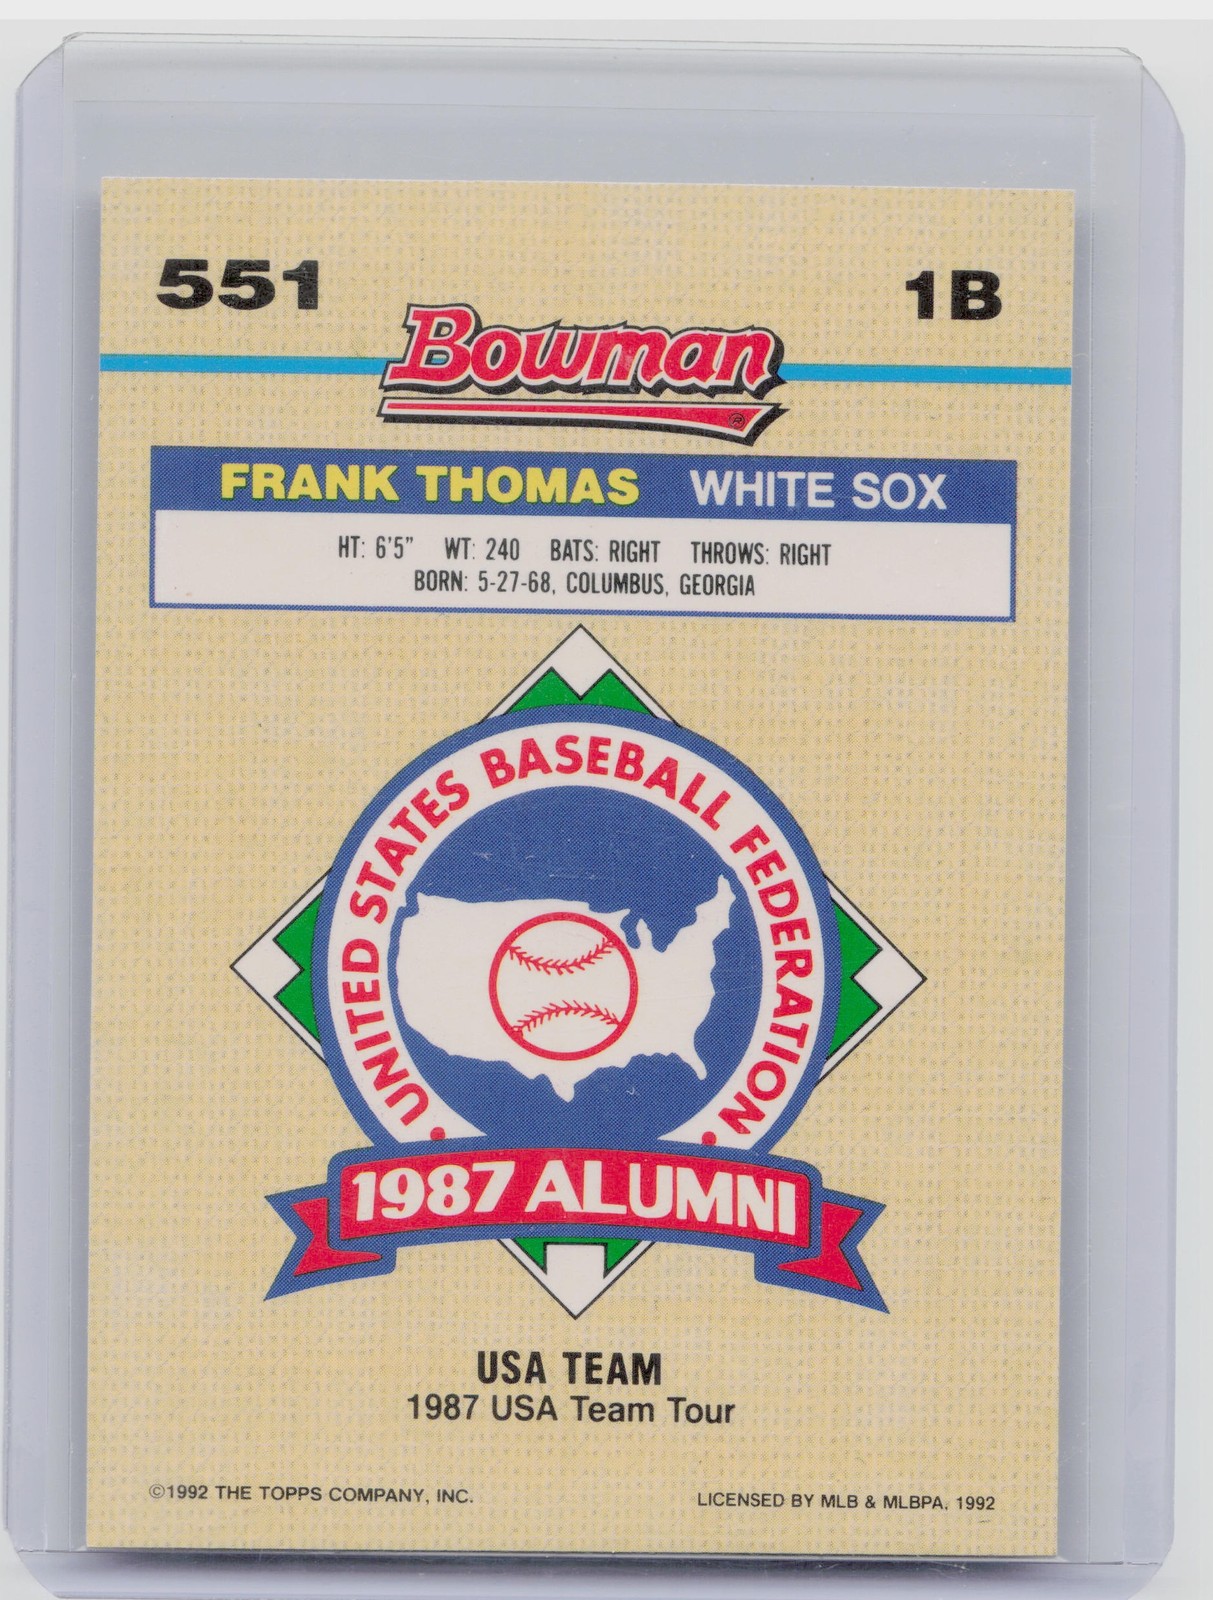 551
1B
Bowman
®
FRANK THOMAS WHITE SOX
HT: 6'5" WT: 240 BATS: RIGHT THROWS: RIGHT
BORN: 5-27-68, COLUMBUS, GEORGIA
• UNITED STATES BASEBALL FEDERATION •
1987 ALUMNI
USA TEAM
1987 USA Team Tour
©1992 THE TOPPS COMPANY, INC.
LICENSED BY MLB & MLBPA, 1992